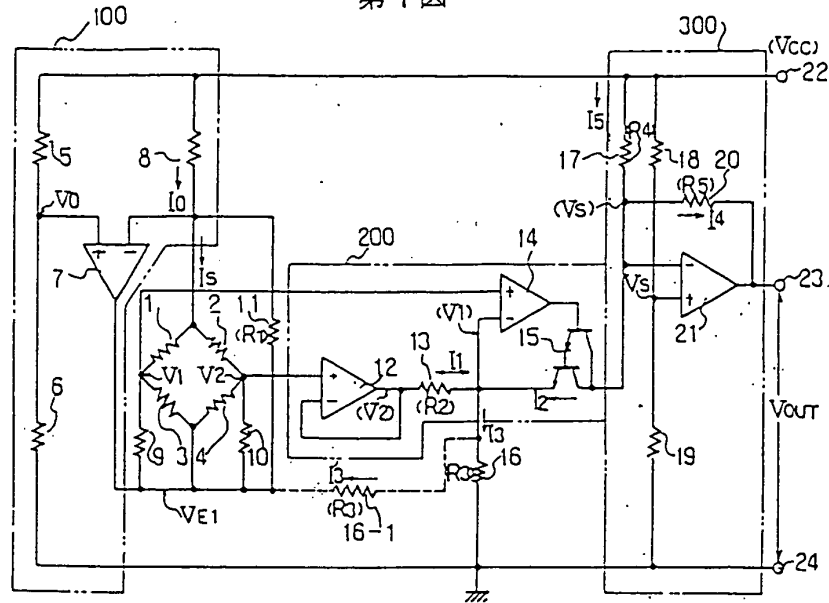 第1図
100
300
(VCC)
22
5
8
I5
R4
17
18
20
V0
I0
(R5)
(VS)
I4
+
-
7
IS
200
14
+
-
1
2
11
(RT)
(V1)
VS
-
+
21
23
15
13
I1
V1
V2
+
-
12
(V2)
(R2)
I2
VOUT
6
9
3
4
10
I3
I3
R3
16
19
VE1
(R3)
16-1
24